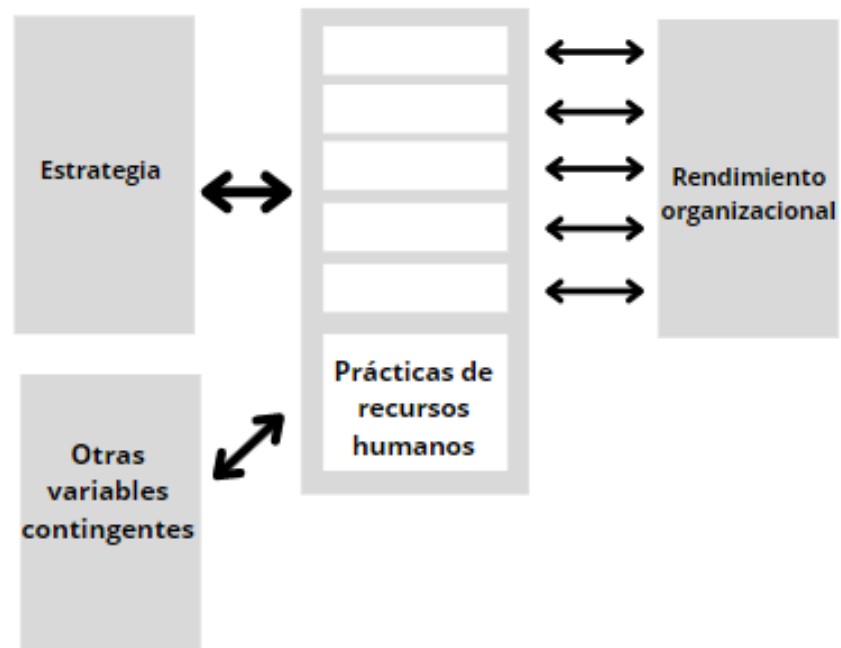 Estrategia
Rendimiento
organizacional
Prácticas de
recursos
humanos
Otras
variables
contingentes